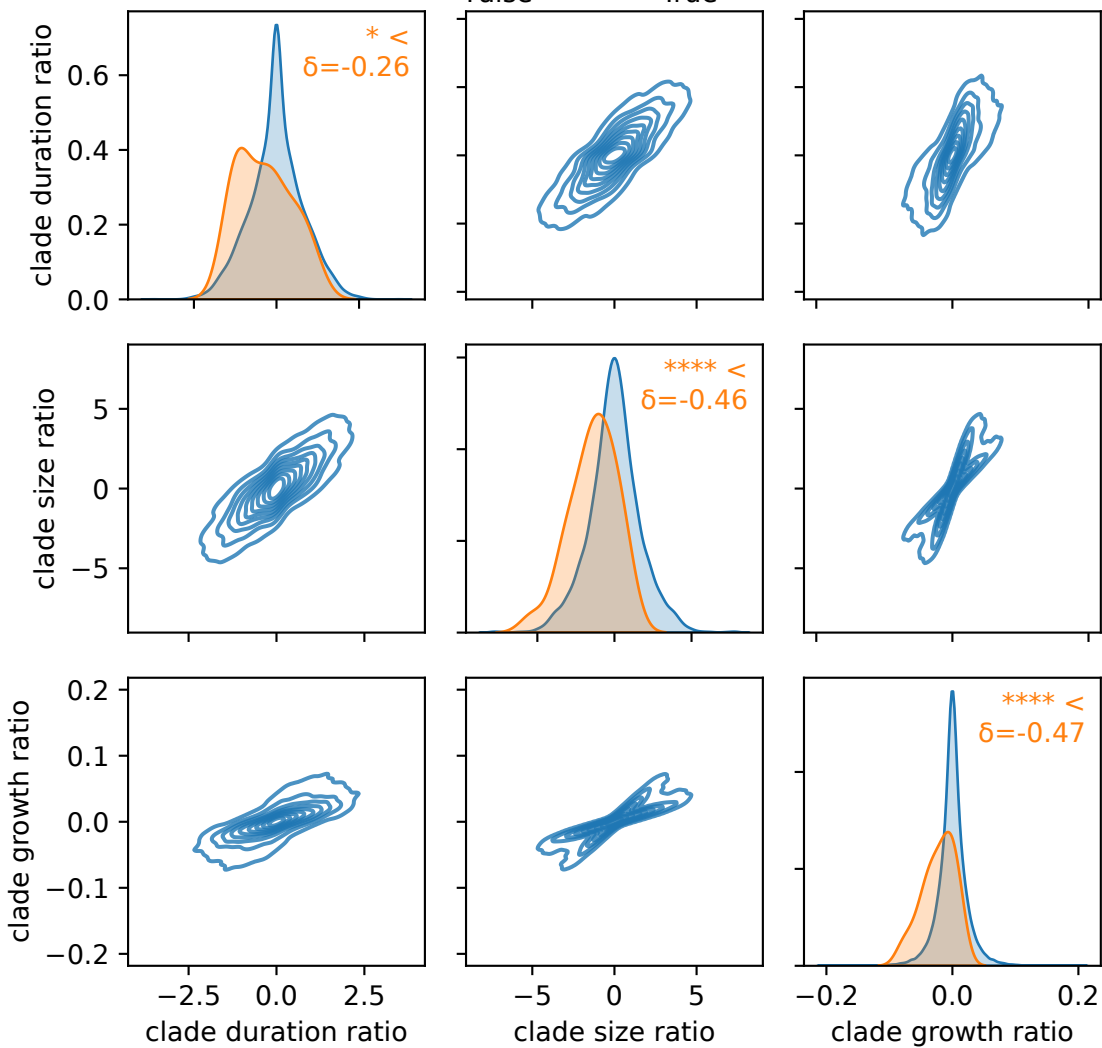 False True
clade duration ratio
0.6
0.4
0.2
0.0
* <
δ=-0.26
clade size ratio
5
0
−5
**** <
δ=-0.46
clade growth ratio
0.2
0.1
0.0
−0.1
−0.2
**** <
δ=-0.47
−2.5 0.0 2.5
−5 0 5
−0.2 0.0 0.2
clade duration ratio
clade size ratio
clade growth ratio